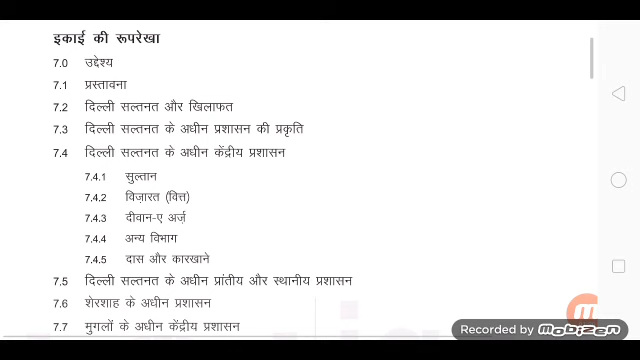 इकाई की रूपरेखा
7.0 उद्देश्य
7.1 प्रस्तावना
7.2 दिल्ली सल्तनत और खिलाफत
7.3 दिल्ली सल्तनत के अधीन प्रशासन की प्रकृति
7.4 दिल्ली सल्तनत के अधीन केंद्रीय प्रशासन
7.4.1 सुल्तान
7.4.2 विज़ारत (वित्त)
7.4.3 दीवान-ए अर्ज़
7.4.4 अन्य विभाग
7.4.5 दास और कारखाने
7.5 दिल्ली सल्तनत के अधीन प्रांतीय और स्थानीय प्रशासन
7.6 शेरशाह के अधीन प्रशासन
7.7 मुगलों के अधीन केंद्रीय प्रशासन
Recorded by Mobizen